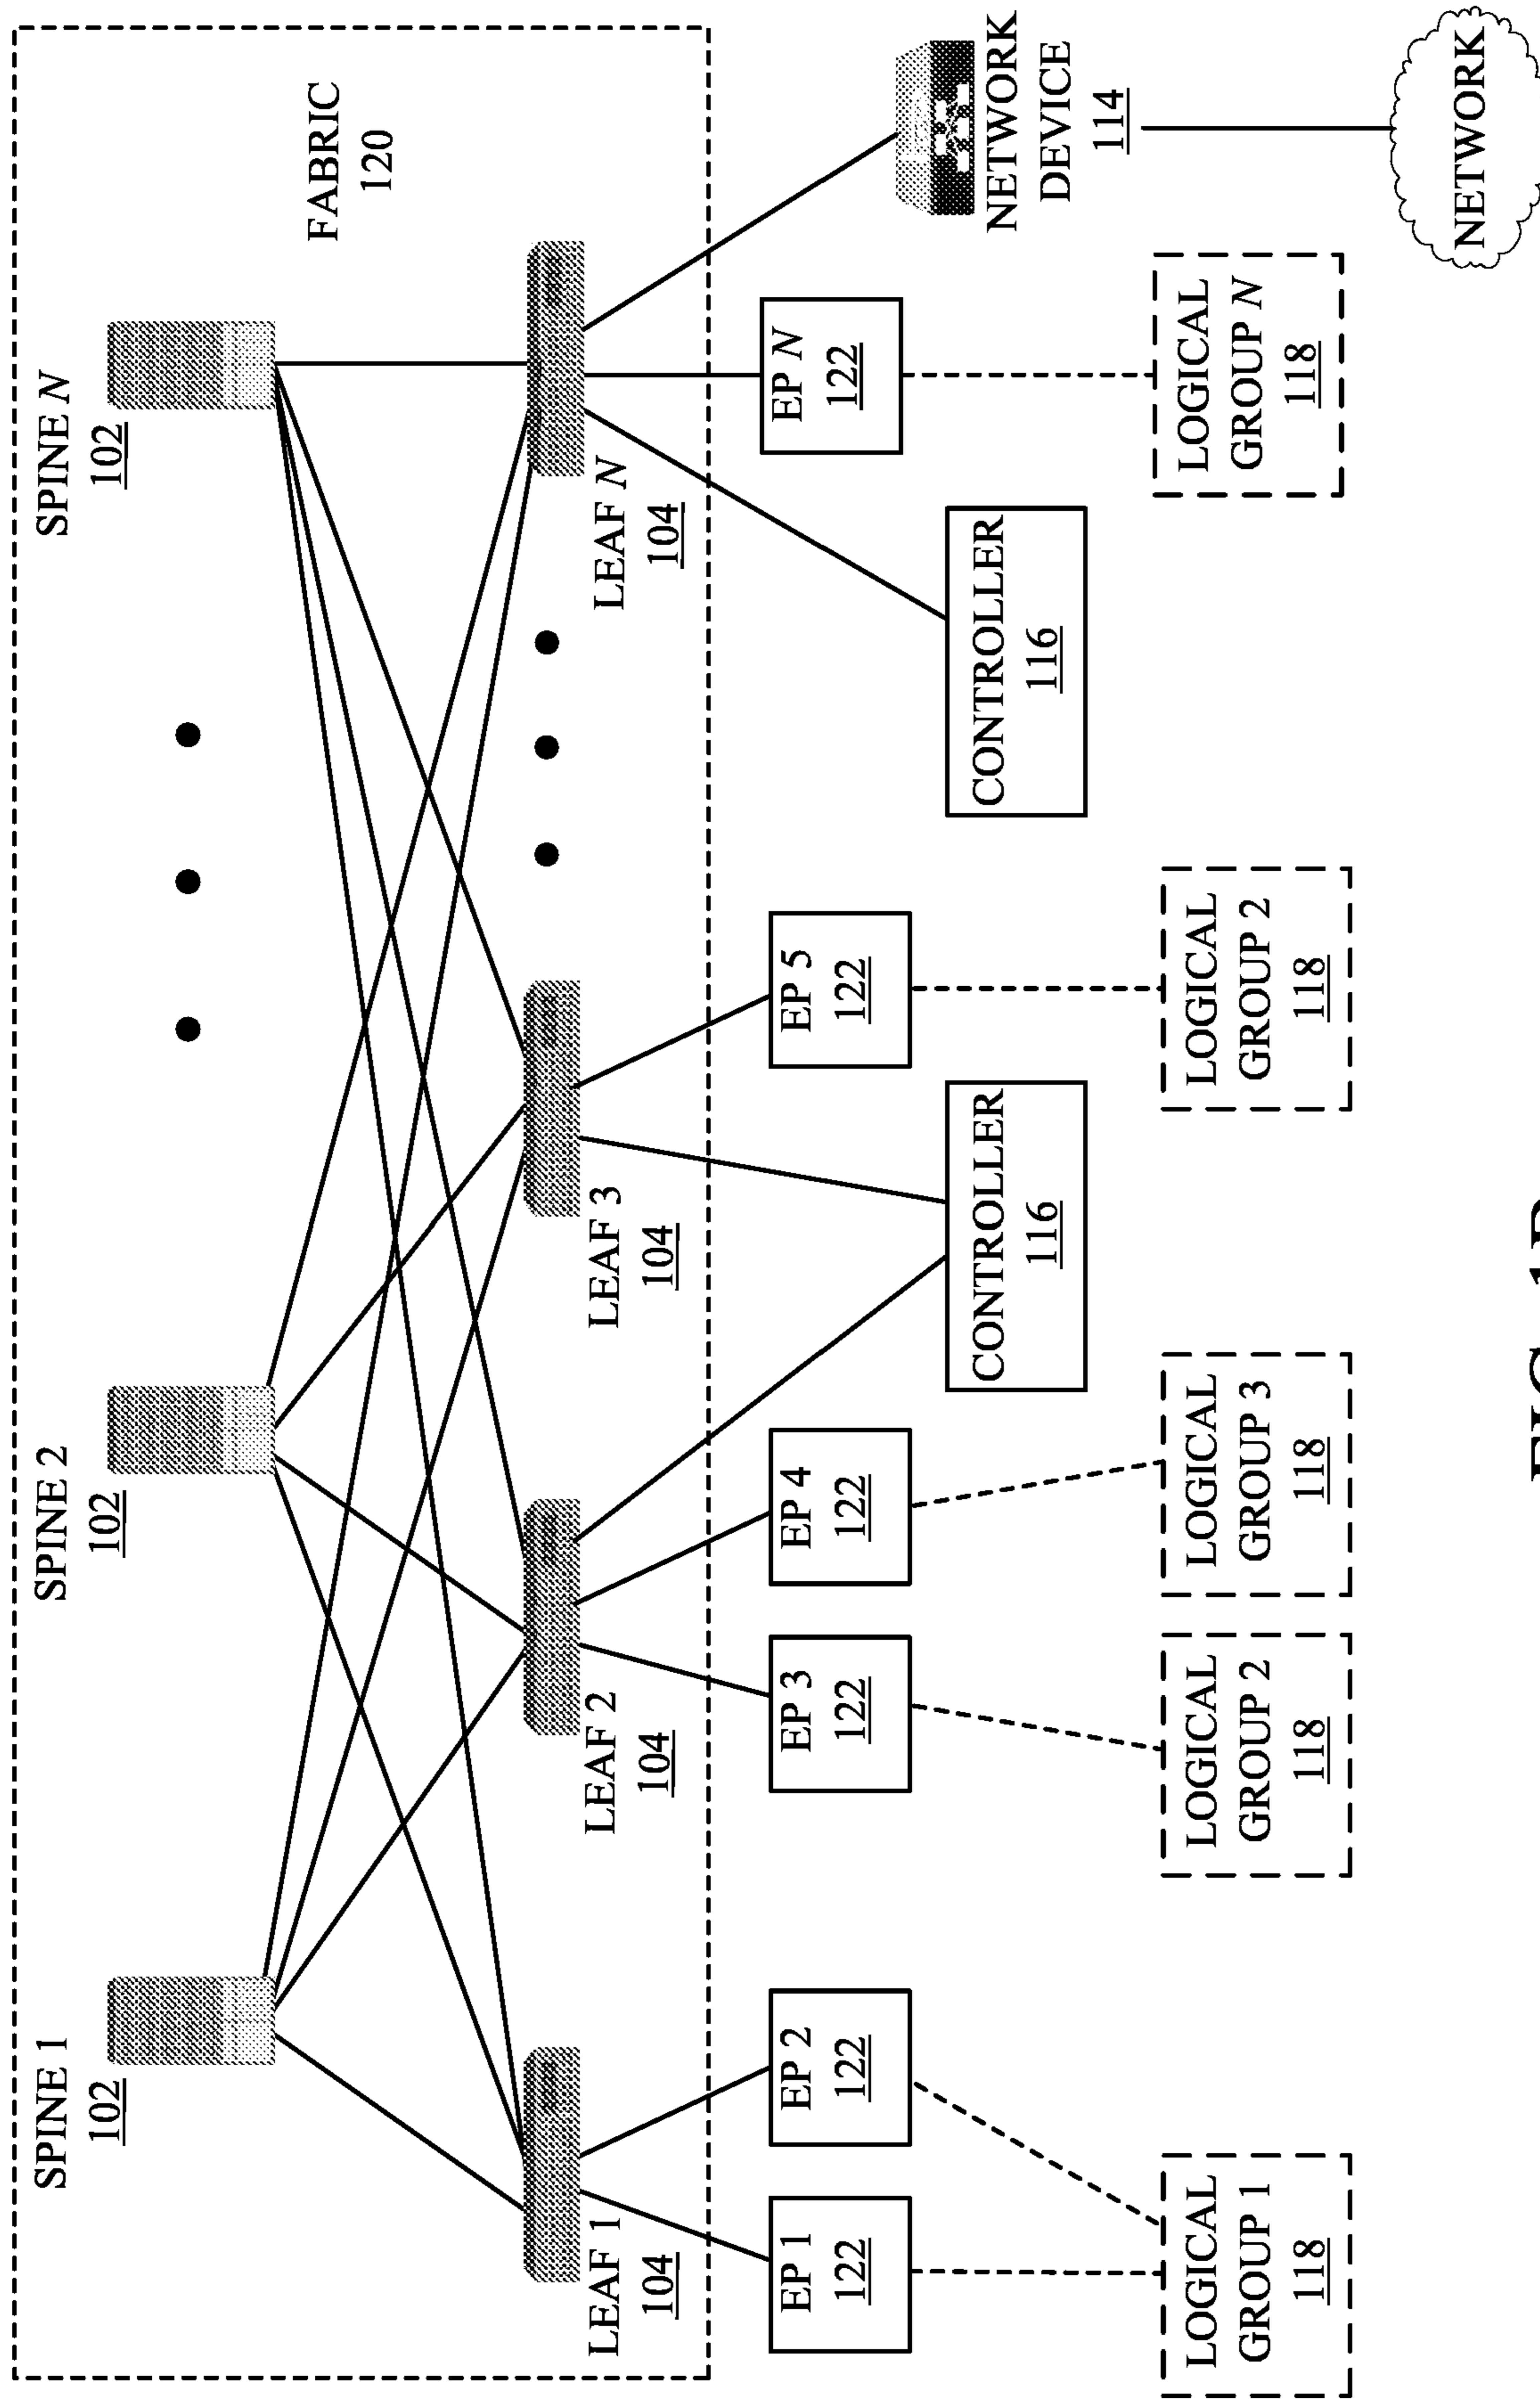 SPINE 1
102
SPINE 2
102
SPINE N
102
FABRIC
120
LEAF 1
104
LEAF 2
104
LEAF 3
104
LEAF N
104
EP 1
122
EP 2
122
EP 3
122
EP 4
122
EP 5
122
EP N
122
CONTROLLER
116
CONTROLLER
116
NETWORK
DEVICE
114
LOGICAL
GROUP 1
118
LOGICAL
GROUP 2
118
LOGICAL
GROUP 3
118
LOGICAL
GROUP 2
118
LOGICAL
GROUP N
118
NETWORK